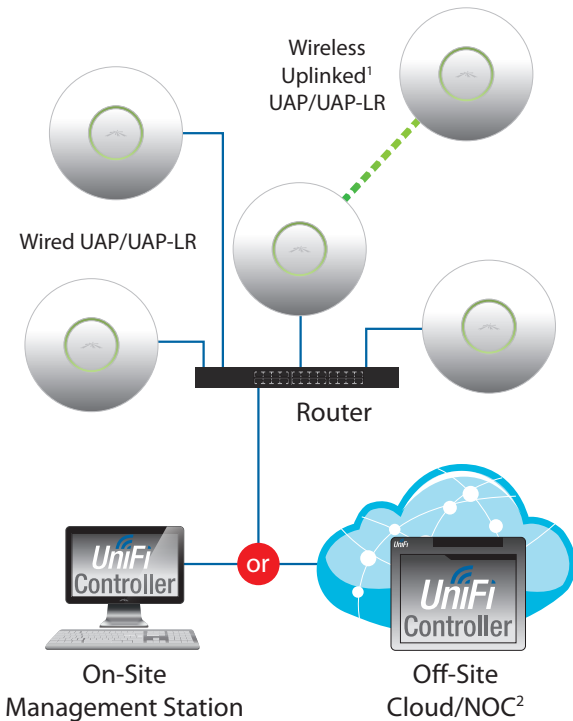 Wireless
Uplinked¹
UAP/UAP-LR
Wired UAP/UAP-LR
Router
UniFi
Controller
or
UniFi
UniFi
Controller
On-Site
Management Station
Off-Site
Cloud/NOC²